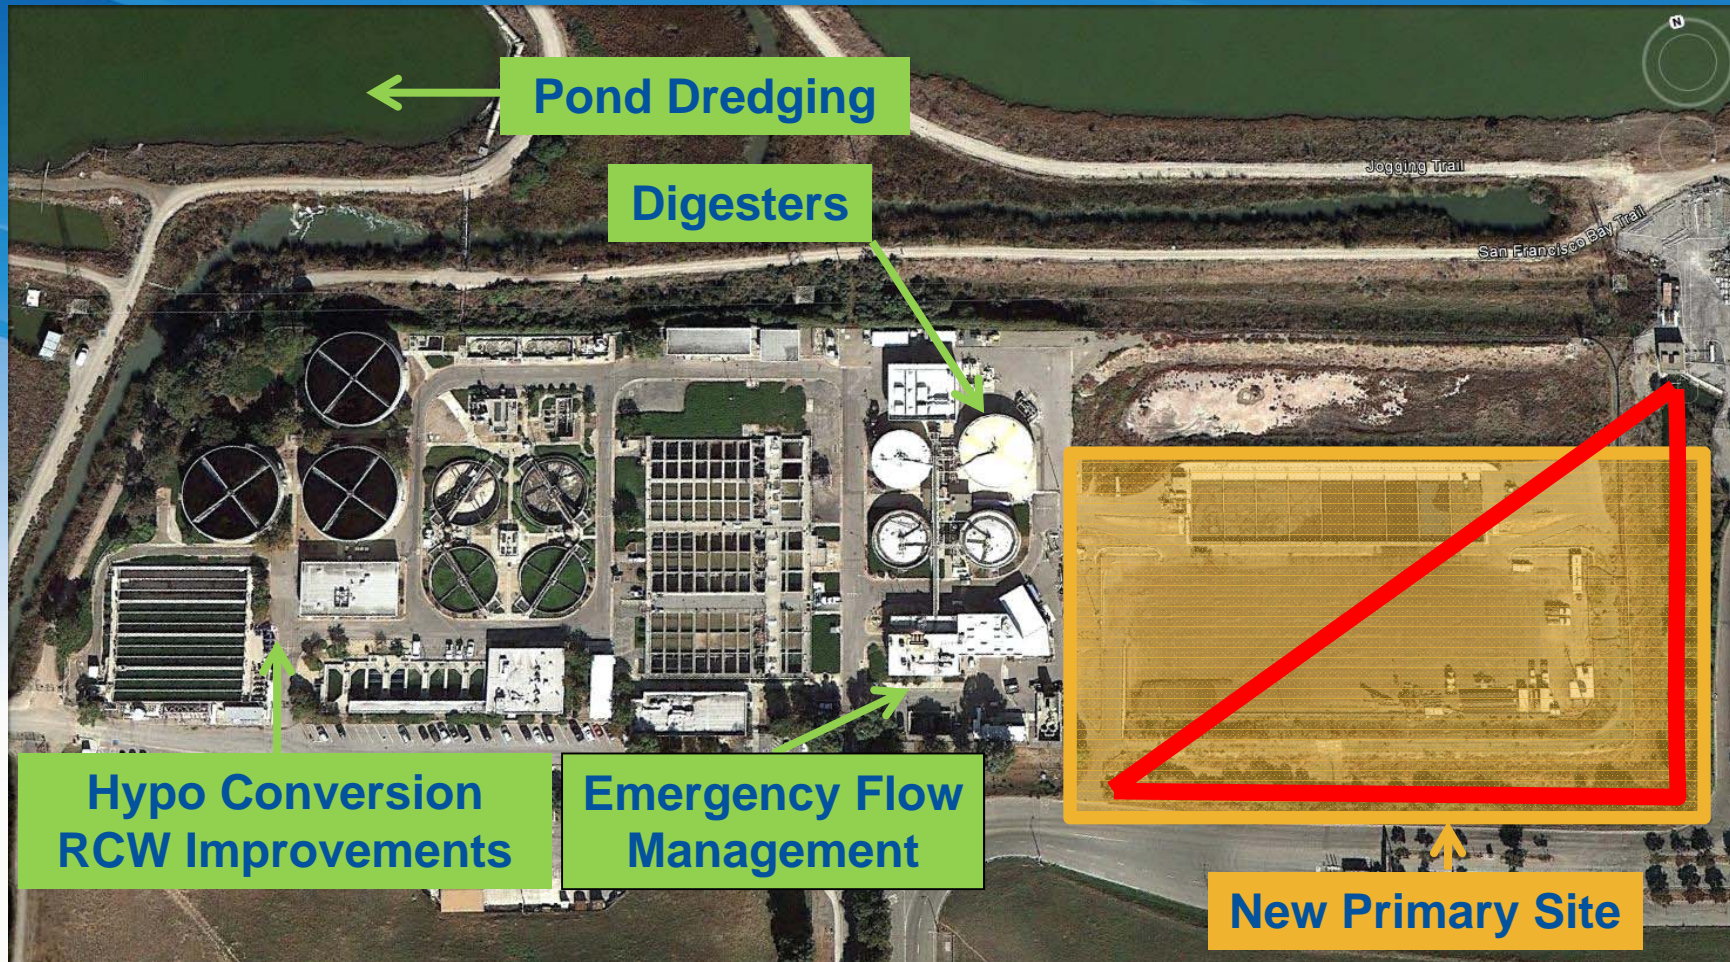 N
Pond Dredging
Jogging Trail
Digesters
San Francisco Bay Trail
Hypo Conversion
RCW Improvements
Emergency Flow
Management
New Primary Site